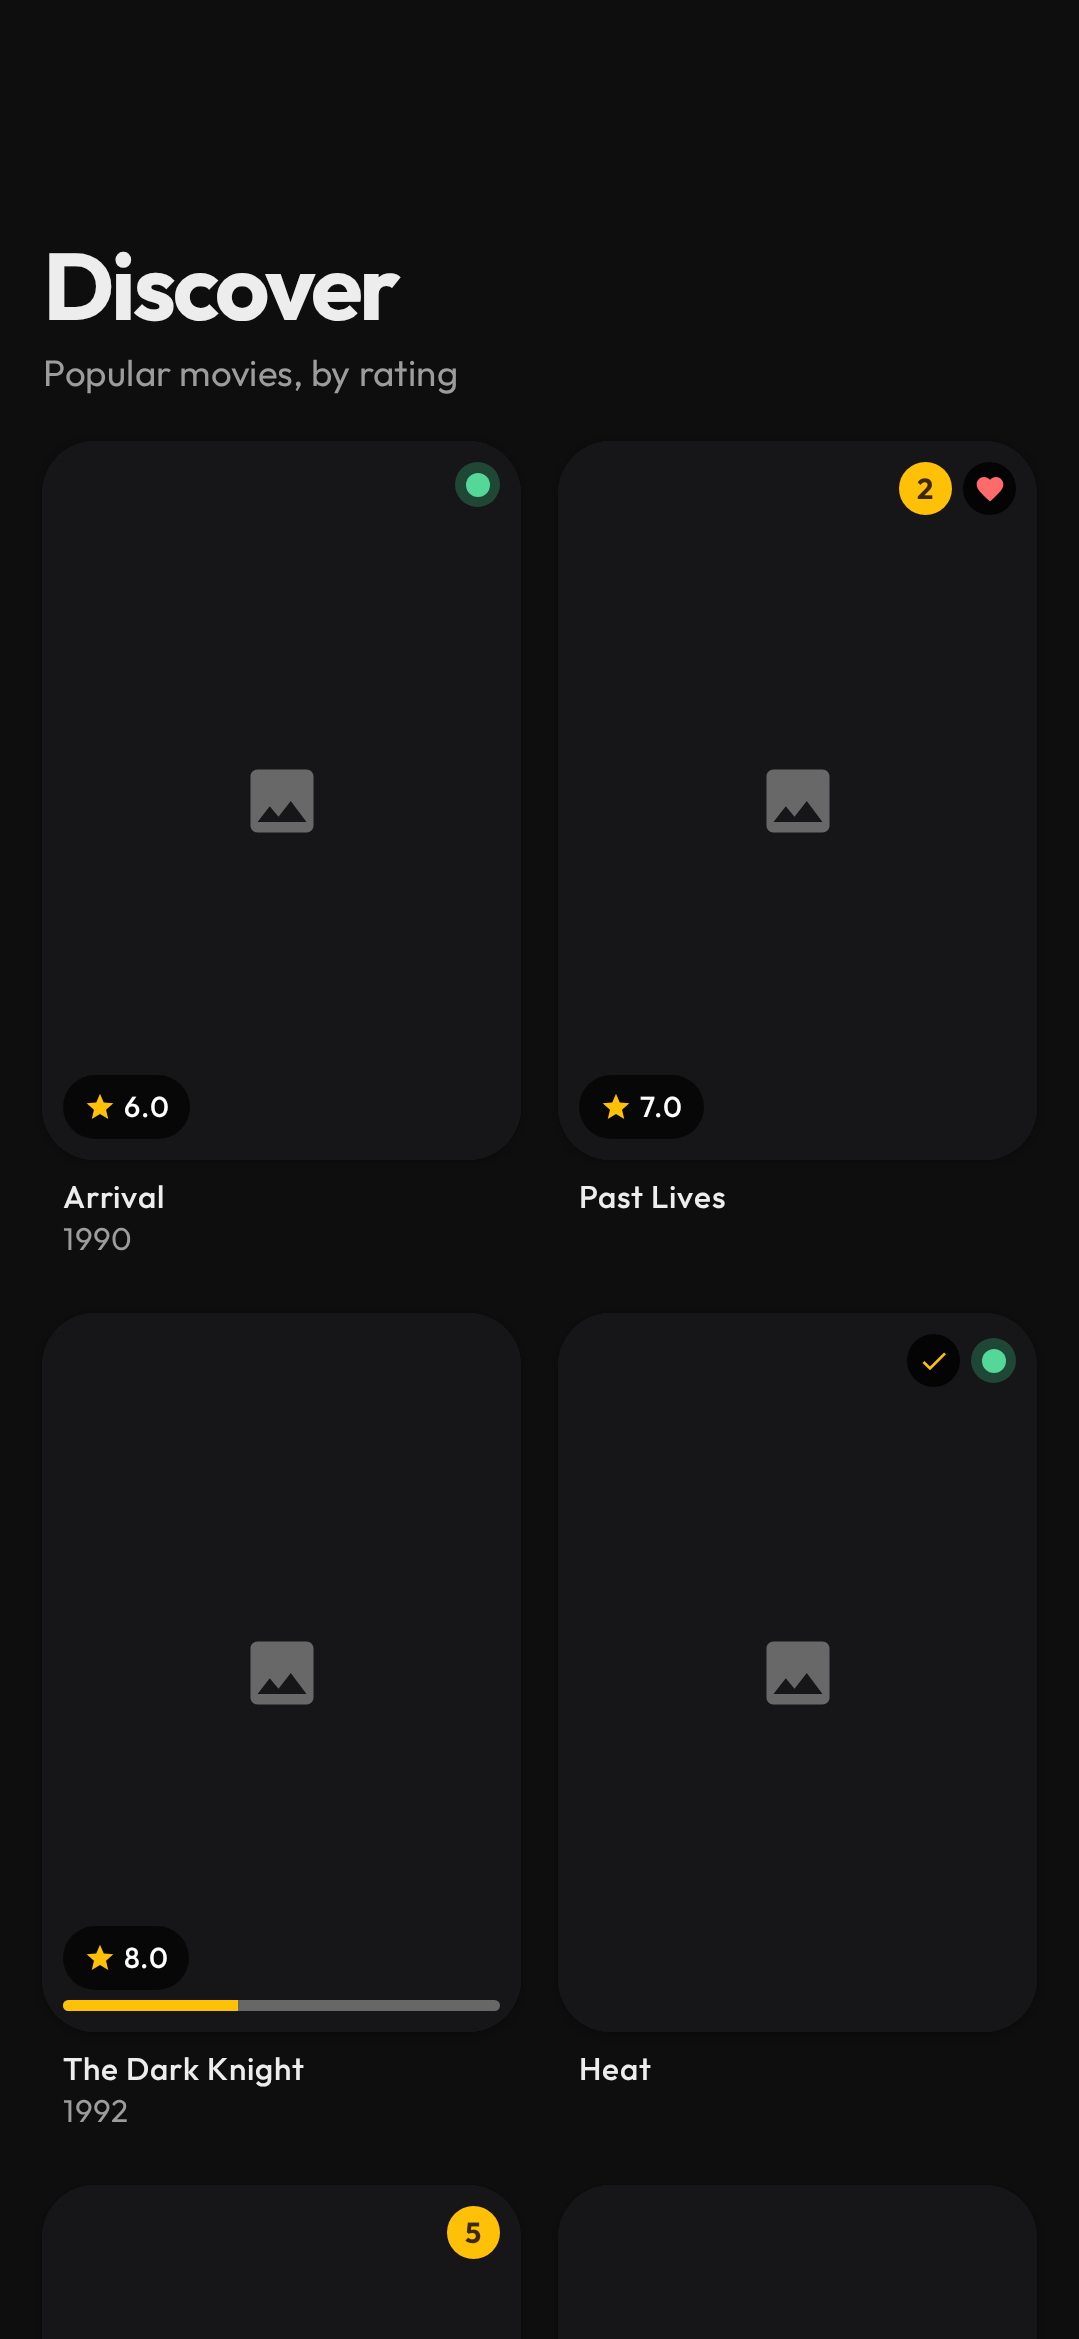 Discover
Popular movies, by rating
2
6.0
7.0
Arrival
1990
Past Lives
8.0
The Dark Knight
1992
Heat
5